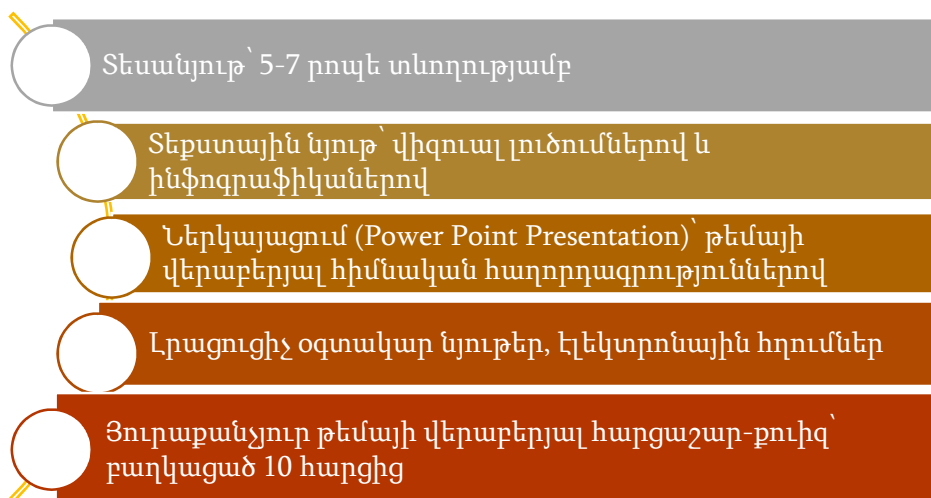 Տեսանյութ՝ 5-7 րոպե տևողությամբ
Տեքստային նյութ՝ վիզուալ լուծումներով և
ինֆոգրաֆիկաներով
Ներկայացում (Power Point Presentation)՝ թեմայի
վերաբերյալ հիմնական հաղորդագրություններով
Լրացուցիչ օգտակար նյութեր, էլեկտրոնային հղումներ
Յուրաքանչյուր թեմայի վերաբերյալ հարցաշար-քուիզ՝
բաղկացած 10 հարցից